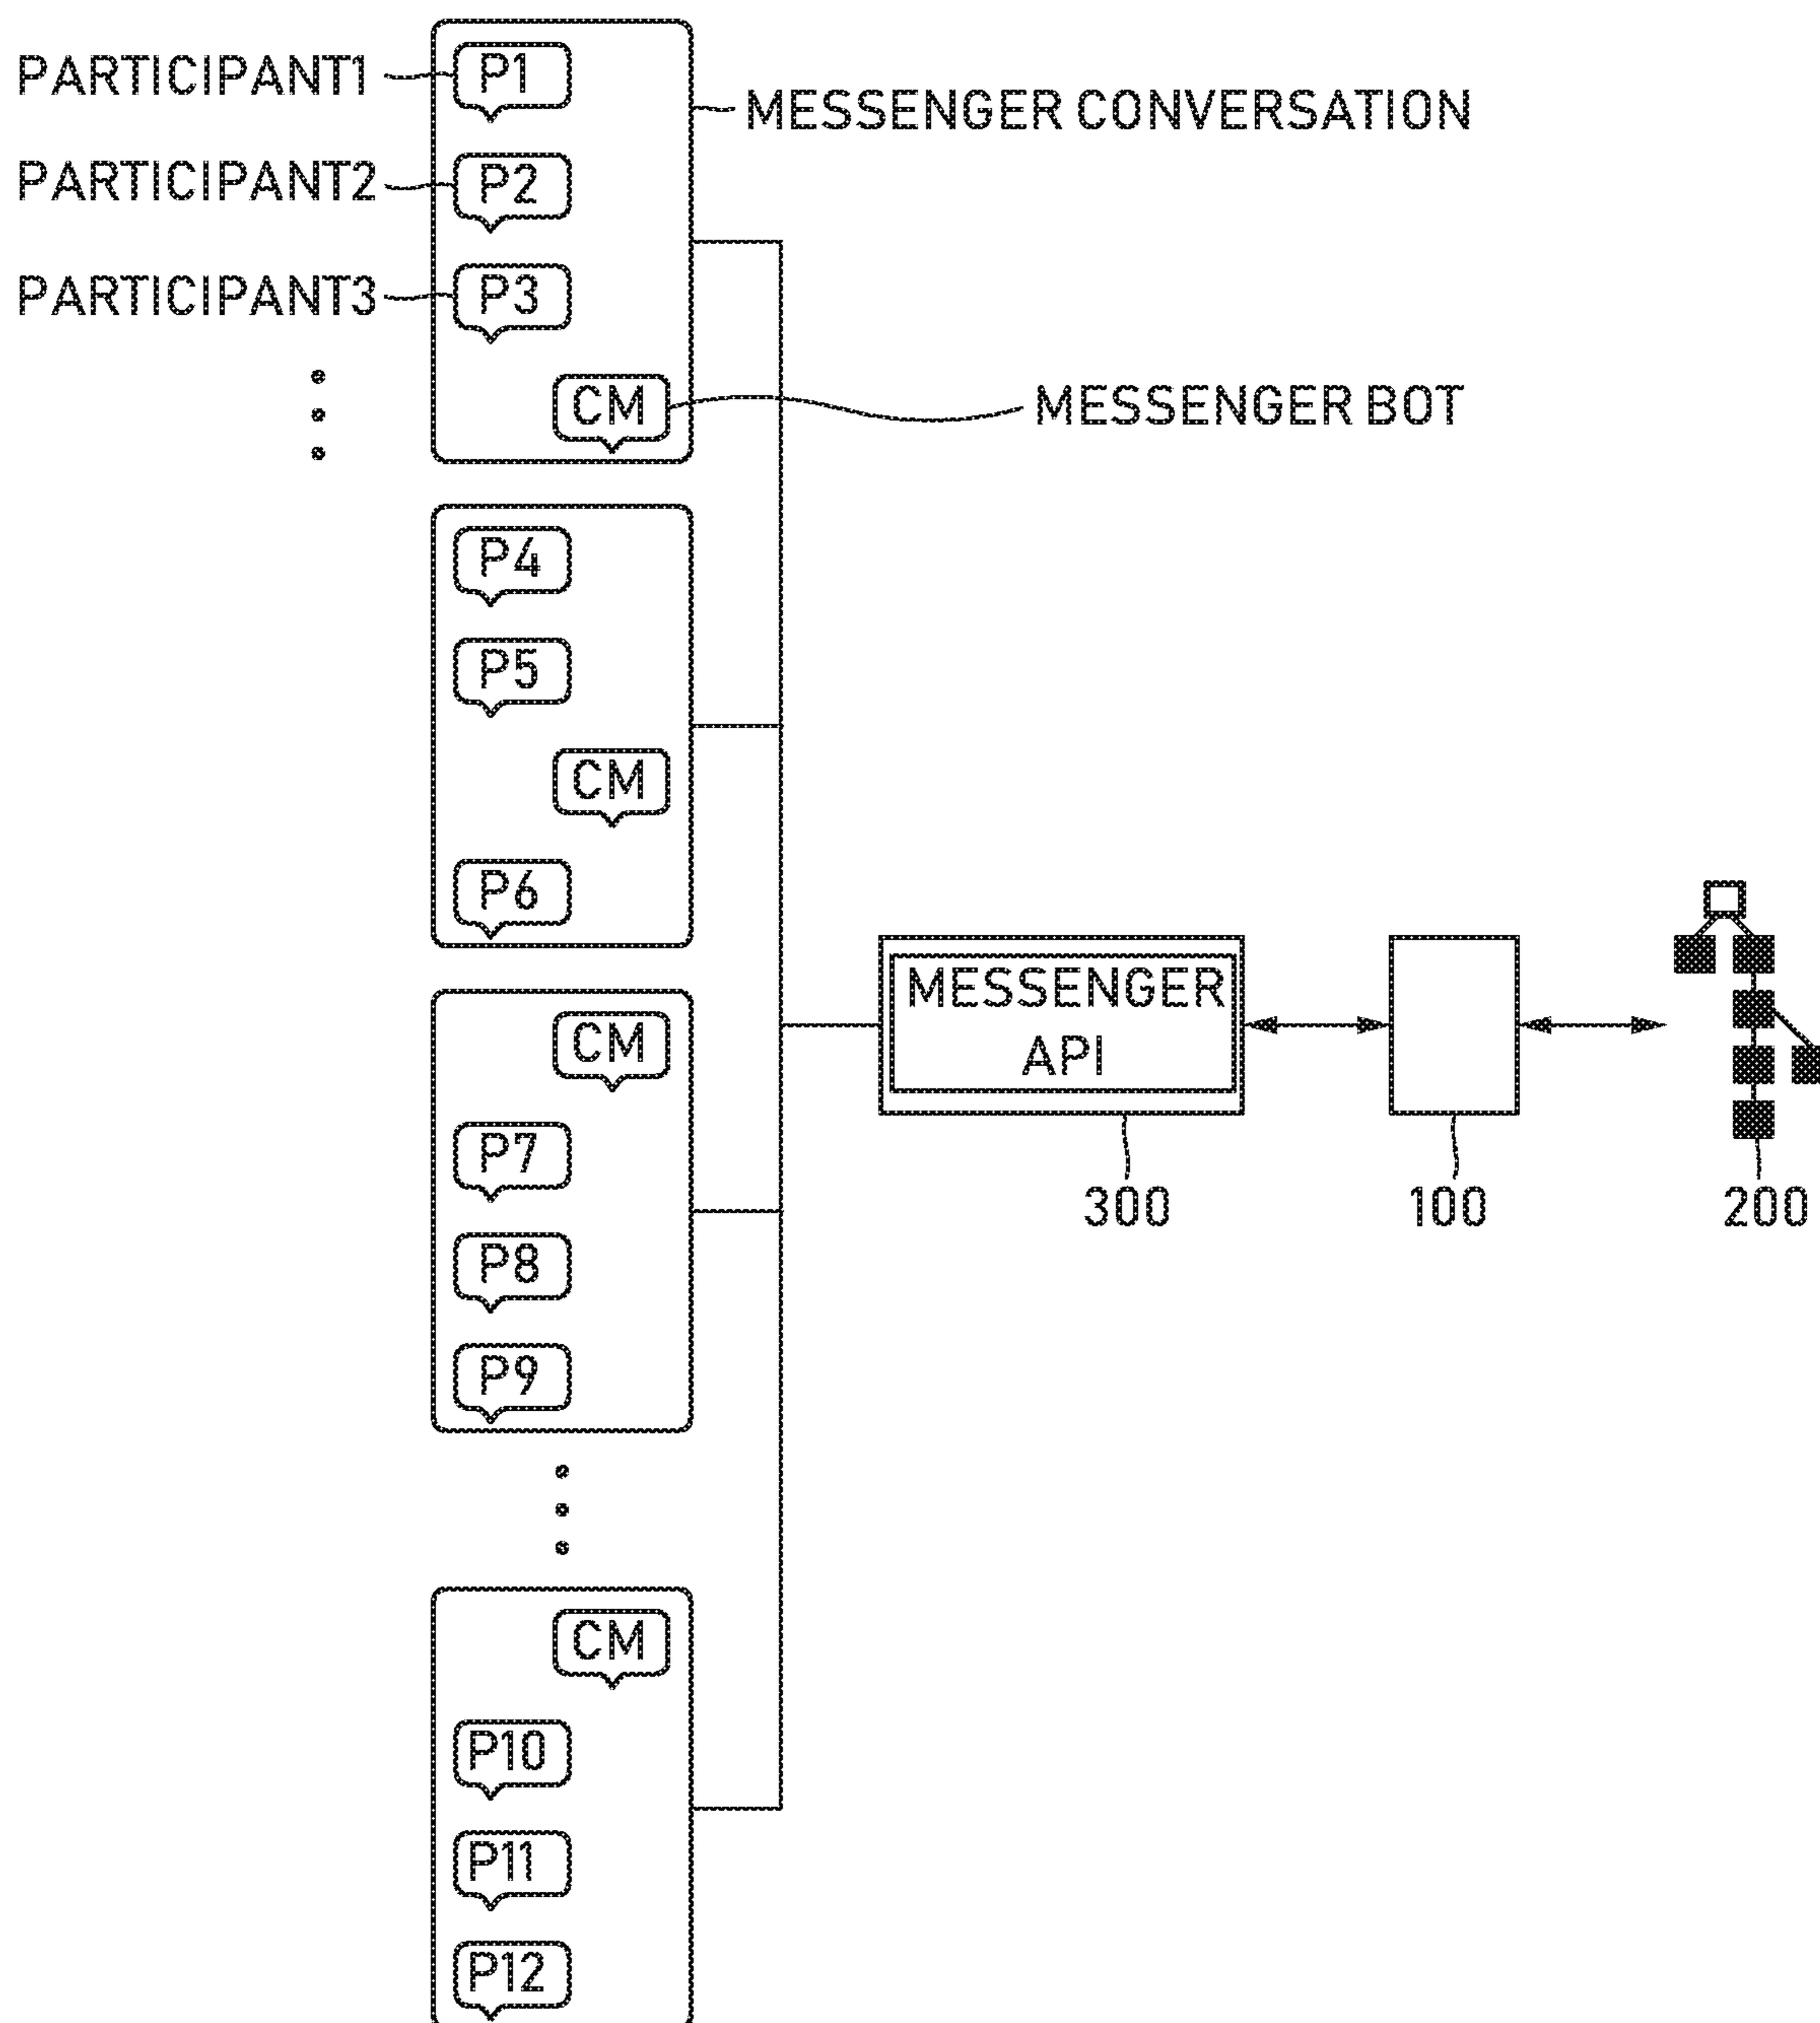 PARTICIPANT1
P1
MESSENGER CONVERSATION
PARTICIPANT2
P2
PARTICIPANT3
P3
CM
MESSENGER BOT
P4
P5
CM
P6
CM
P7
P8
P9
MESSENGER
API
300
100
200
CM
P10
P11
P12